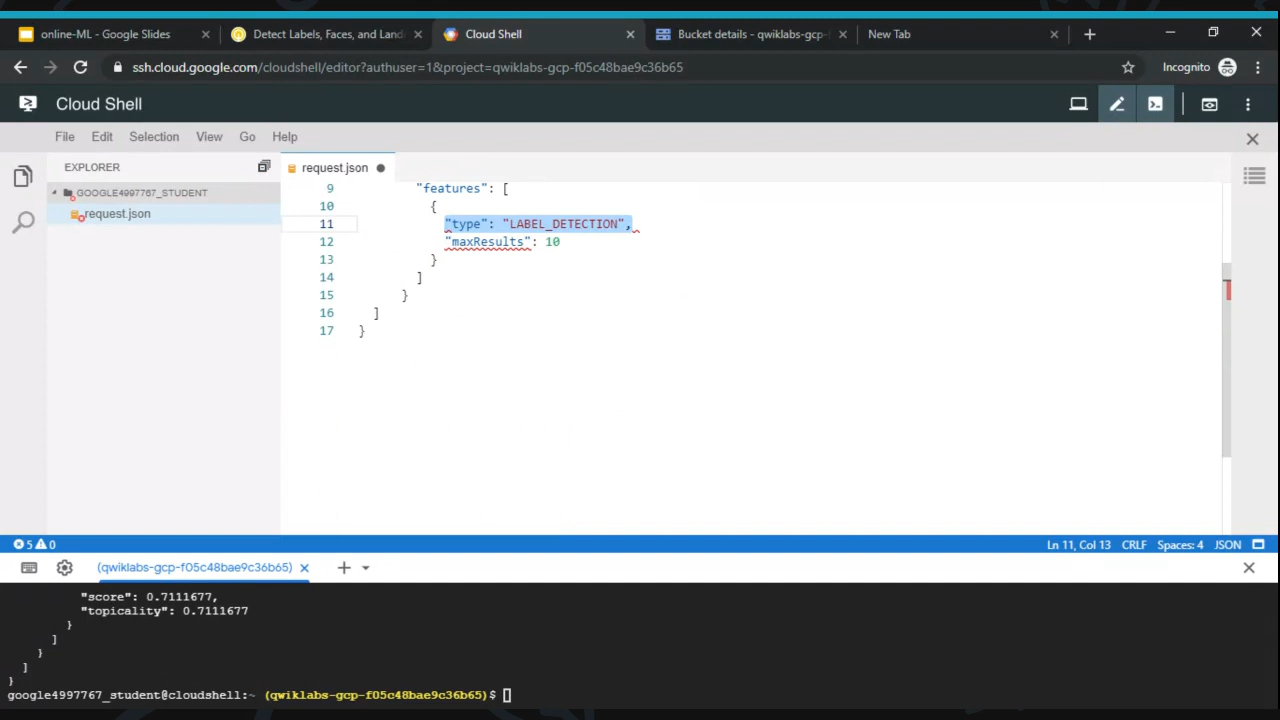 online-ML - Google Slides
Detect Labels, Faces, and Land
Cloud Shell
Bucket details - qwiklabs-gcp-
New Tab
ssh.cloud.google.com/cloudshell/editor?authuser=1&project=qwiklabs-gcp-f05c48bae9c36b65
Incognito
Cloud Shell
File Edit Selection View Go Help
EXPLORER
request.json
GOOGLE4997767_STUDENT
request.json
9 "features": [
10 {
11 "type": "LABEL_DETECTION",
12 "maxResults": 10
13 }
14 ]
15 }
16 ]
17 }
5 0
Ln 11, Col 13 CRLF Spaces: 4 JSON
(qwiklabs-gcp-f05c48bae9c36b65)
"score": 0.7111677,
"topicality": 0.7111677
}
]
}
]
}
google4997767_student@cloudshell:~ (qwiklabs-gcp-f05c48bae9c36b65)$